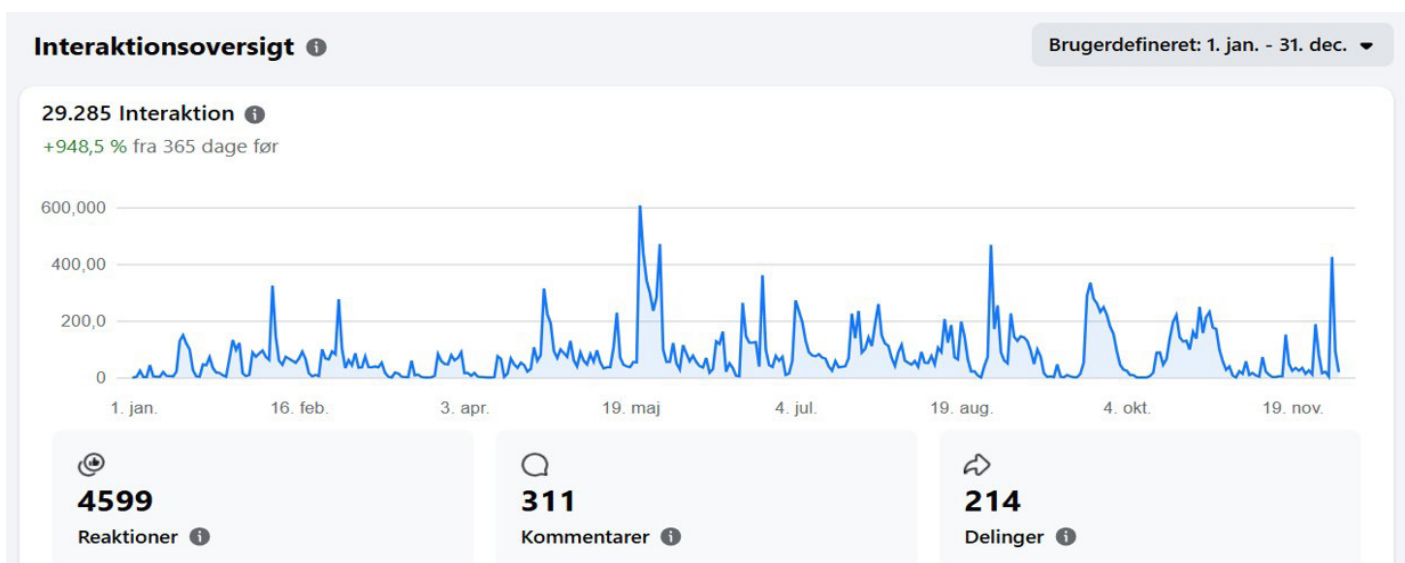 Interaktionsoversigt
Brugerdefineret: 1. jan. - 31. dec.
29.285 Interaktion
+948,5 % fra 365 dage før
600,000
400,00
200,0
0
1. jan. 16. feb. 3. apr. 19. maj 4. jul. 19. aug. 4. okt. 19. nov.
4599 311 214
Reaktioner Kommentarer Delinger